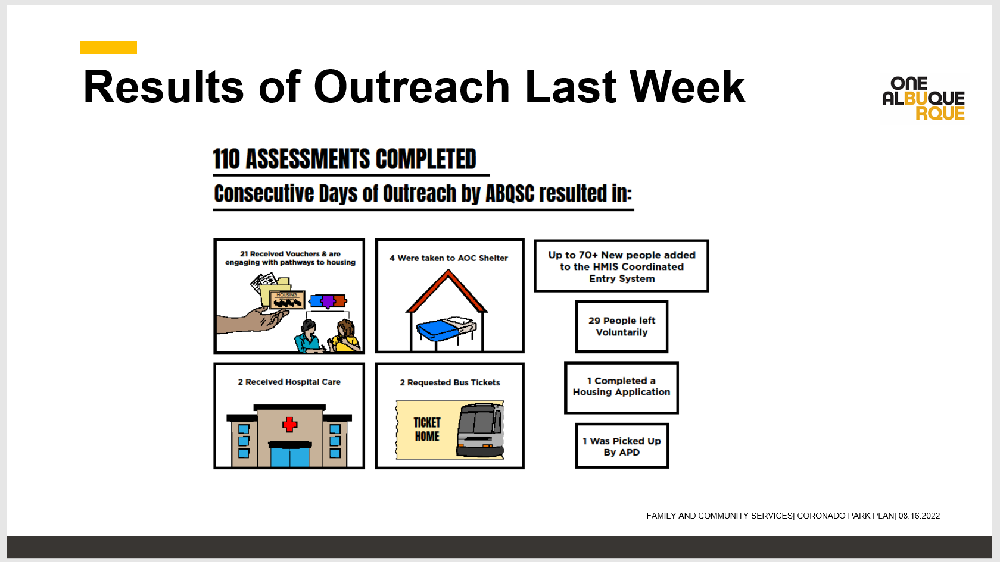 Results of Outreach Last Week
ONE
ALBUQUE
RQUE
110 ASSESSMENTS COMPLETED
Consecutive Days of Outreach by ABQSC resulted in:
21 Received Vouchers & are
engaging with pathways to housing
HOUSING
4 Were taken to AOC Shelter
Up to 70+ New people added
to the HMIS Coordinated
Entry System
29 People left
Voluntarily
2 Received Hospital Care
2 Requested Bus Tickets
TICKET
HOME
1 Completed a
Housing Application
1 Was Picked Up
By APD
FAMILY AND COMMUNITY SERVICES| CORONADO PARK PLAN| 08.16.2022